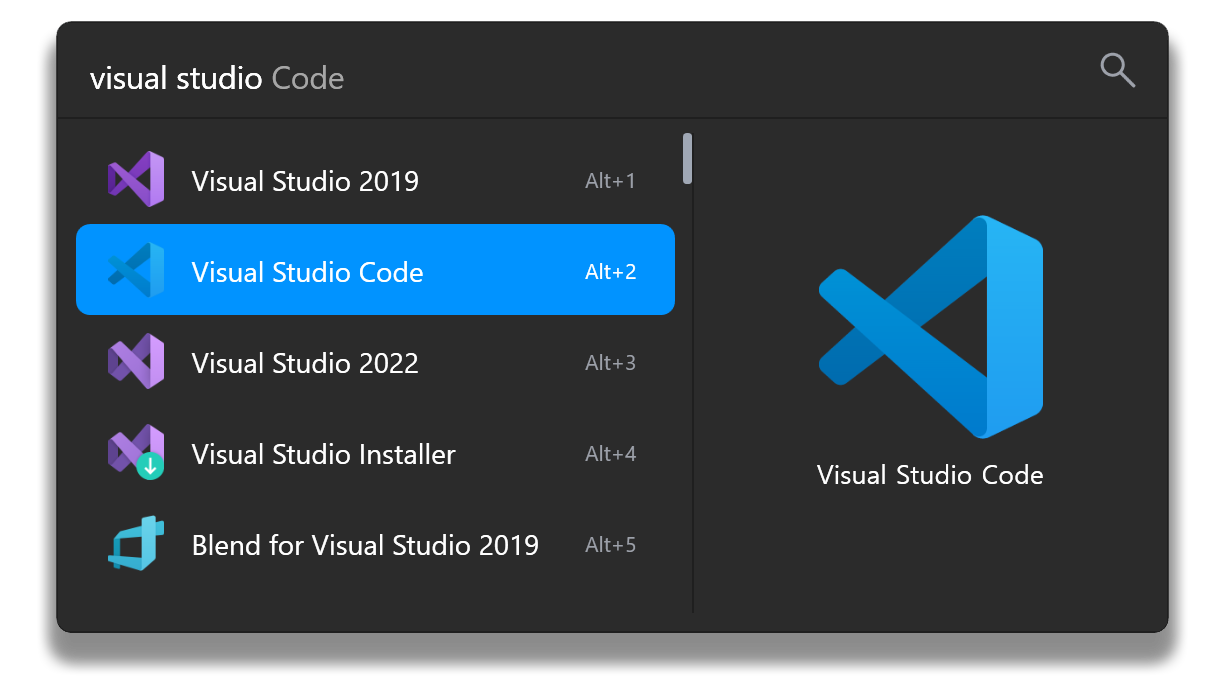 visual studio Code
Visual Studio 2019 Alt+1
Visual Studio Code Alt+2
Visual Studio 2022 Alt+3
Visual Studio Installer Alt+4
Blend for Visual Studio 2019 Alt+5
Visual Studio Code